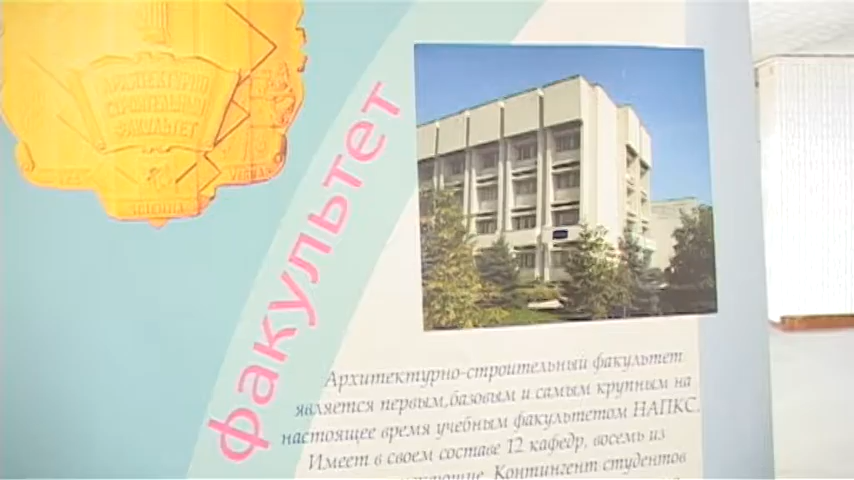 АРХИТЕКТУРНО
СТРОИТЕЛЬНЫЙ
ФАКУЛЬТЕТ
SCIENTIA
факультет
Архитектурно-строительный факультет
является первым, базовым и самым крупным на
настоящее время учебным факультетом НАПКС.
Имеет в своем составе 12 кафедр, восемь из
Контингент студентов